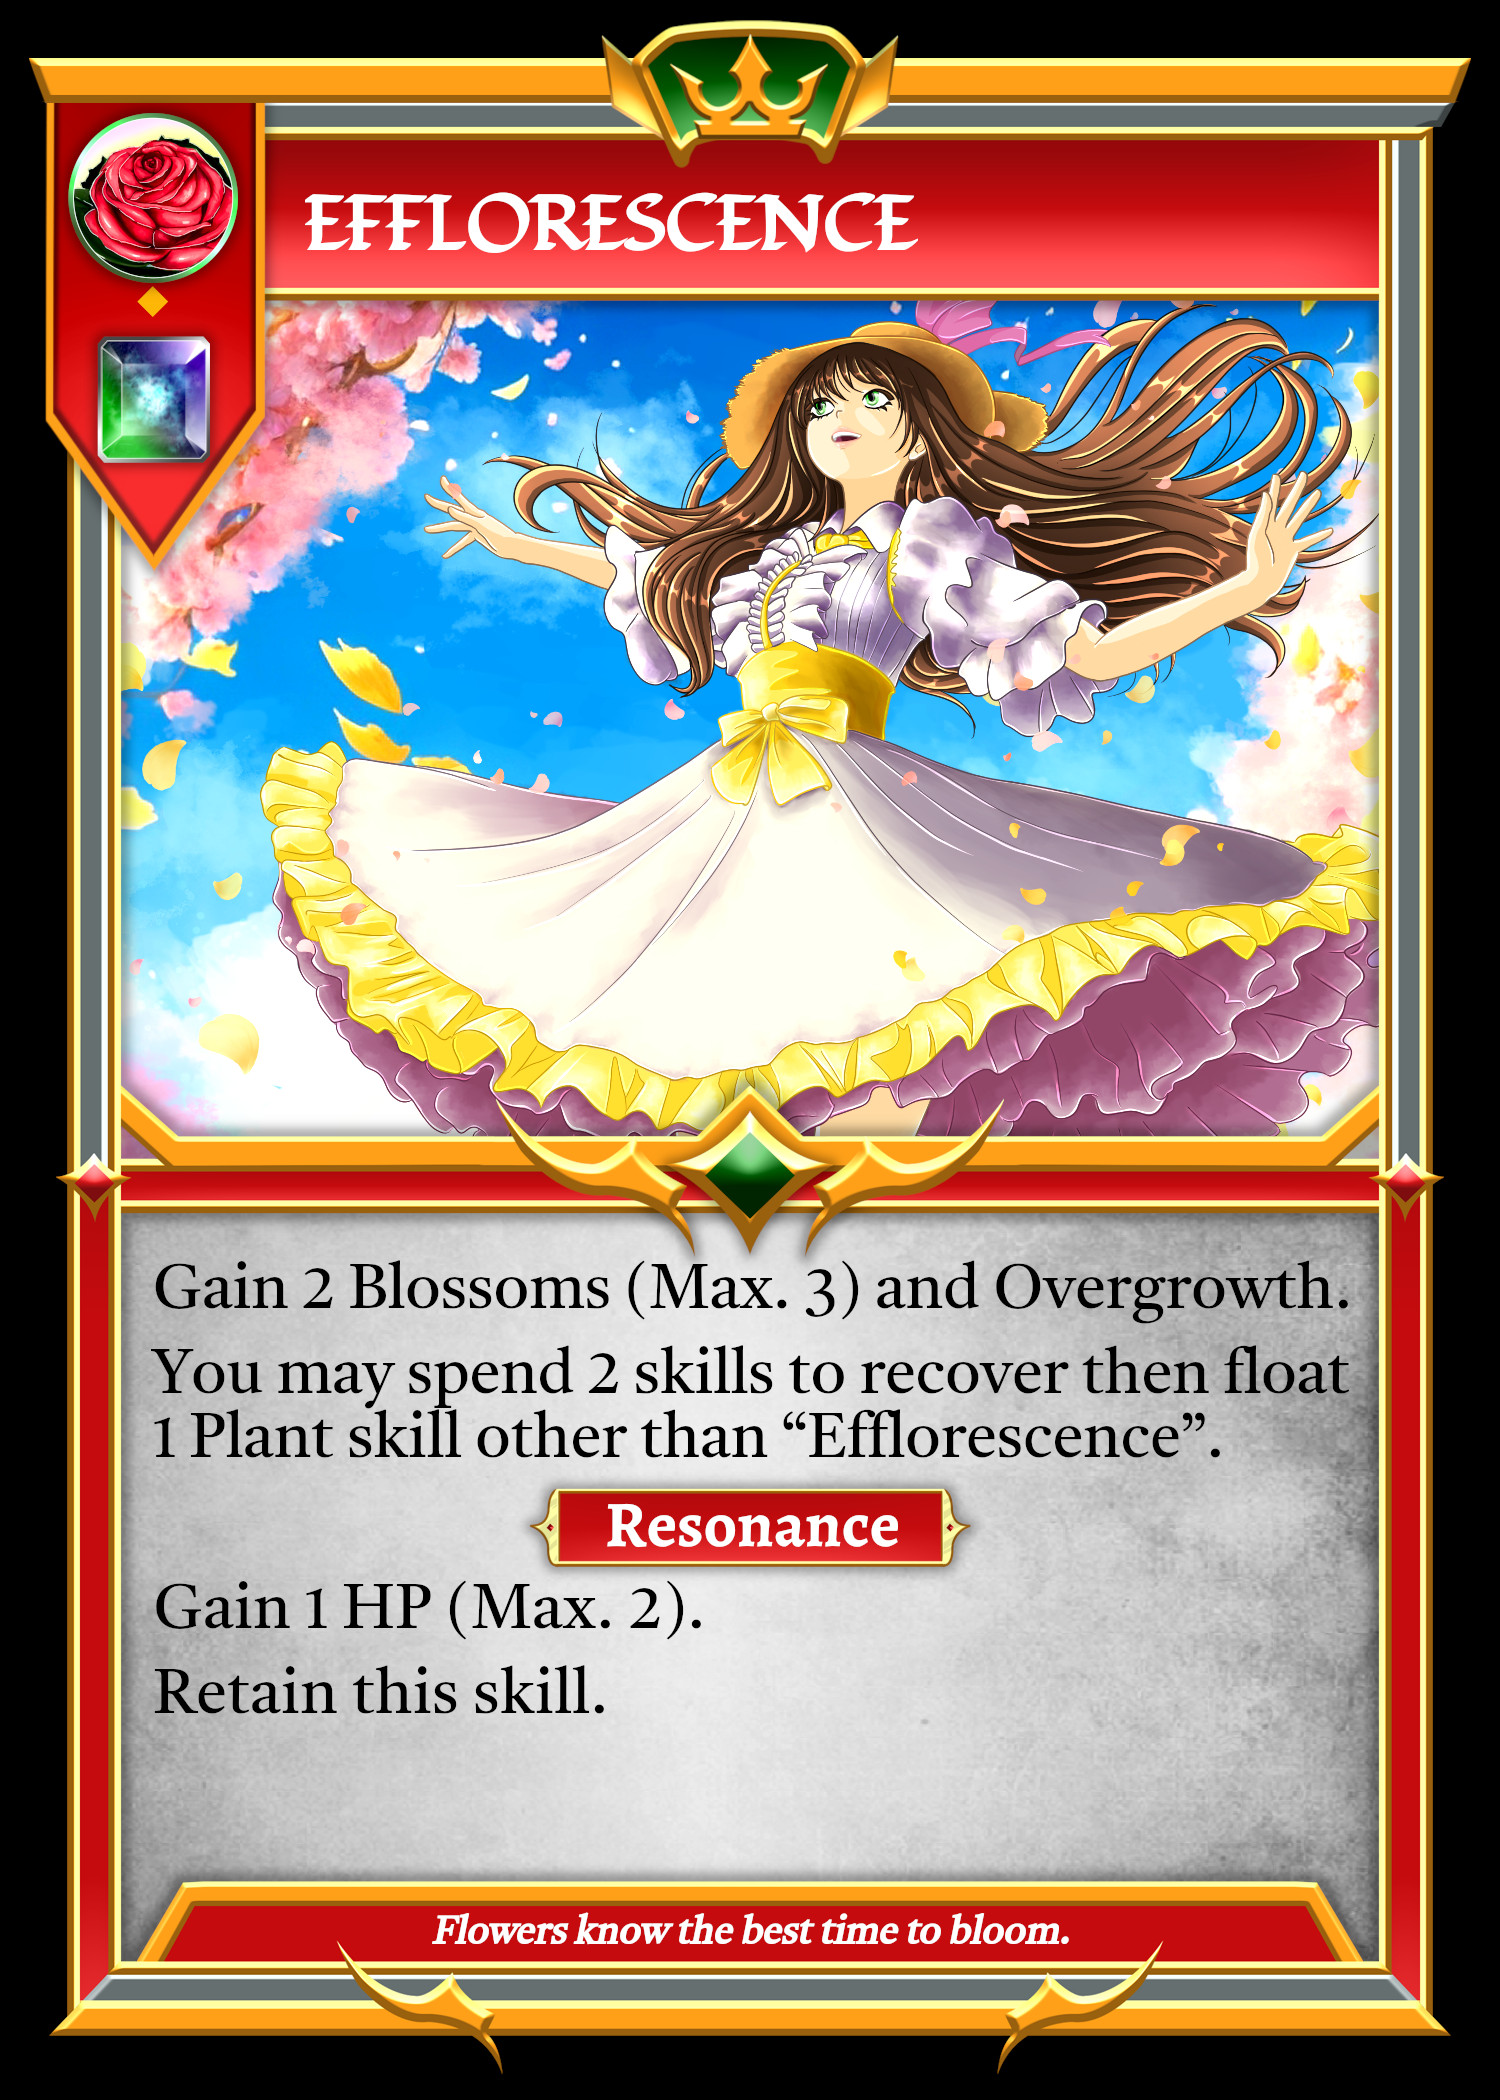 EFFLORESCENCE
Gain 2 Blossoms (Max. 3) and Overgrowth.
You may spend 2 skills to recover then float
1 Plant skill other than “Efflorescence”.
Resonance
Gain 1 HP (Max. 2).
Retain this skill.
Flowers know the best time to bloom.